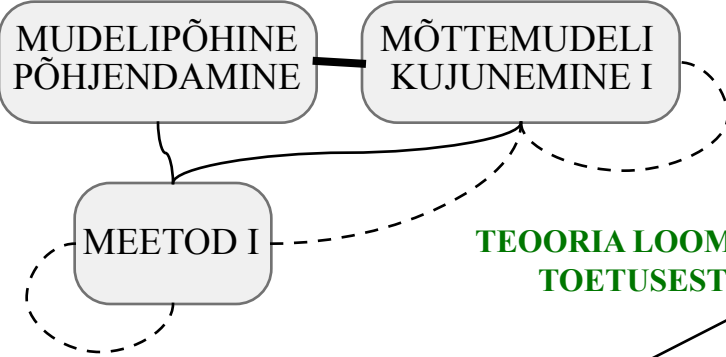 MUDELIPÕHINE
PÕHJENDAMINE
MÕTTEMUDELI
KUJUNEMINE I
MEETOD I
TEOORIA LOOM
TOETUSEST